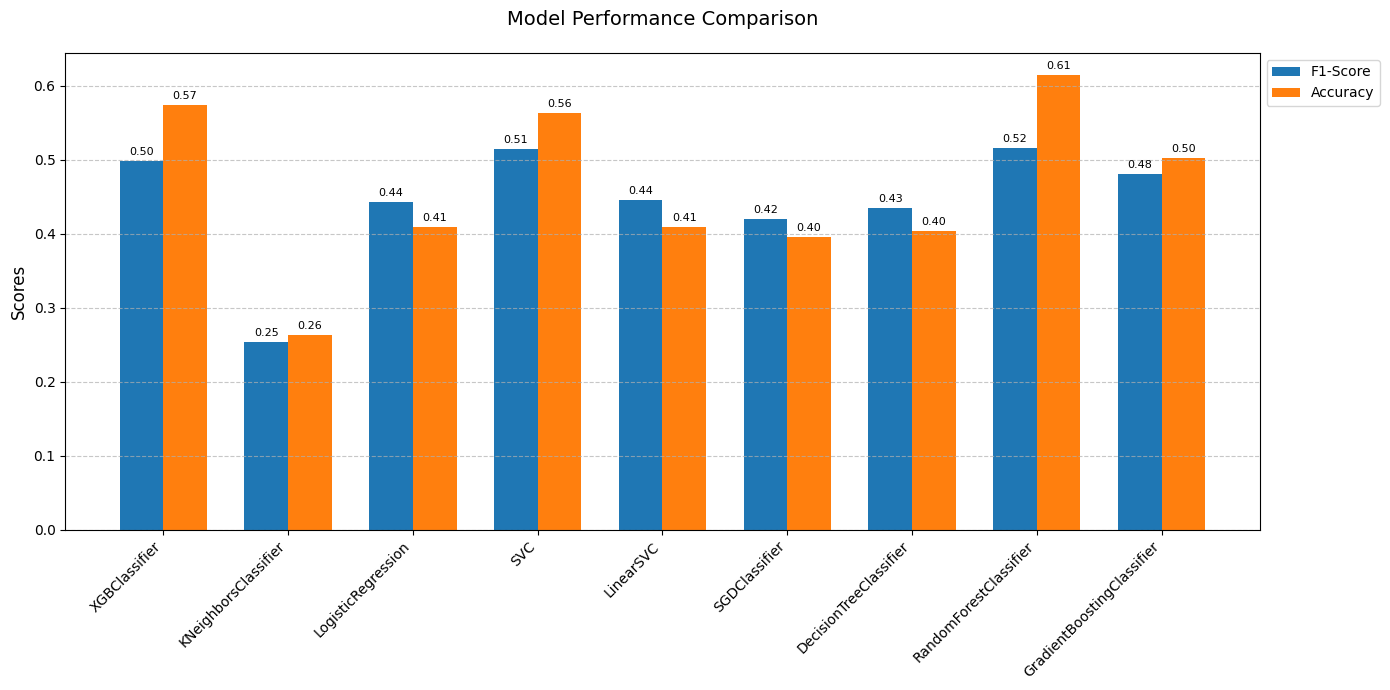 Model Performance Comparison
F1-Score
Accuracy
Scores
0.6
0.5
0.4
0.3
0.2
0.1
0.0
0.50
0.57
0.25
0.26
0.44
0.41
0.51
0.56
0.44
0.41
0.42
0.40
0.43
0.40
0.52
0.61
0.48
0.50
XGBClassifier
KNeighborsClassifier
LogisticRegression
SVC
LinearSVC
SGDClassifier
DecisionTreeClassifier
RandomForestClassifier
GradientBoostingClassifier